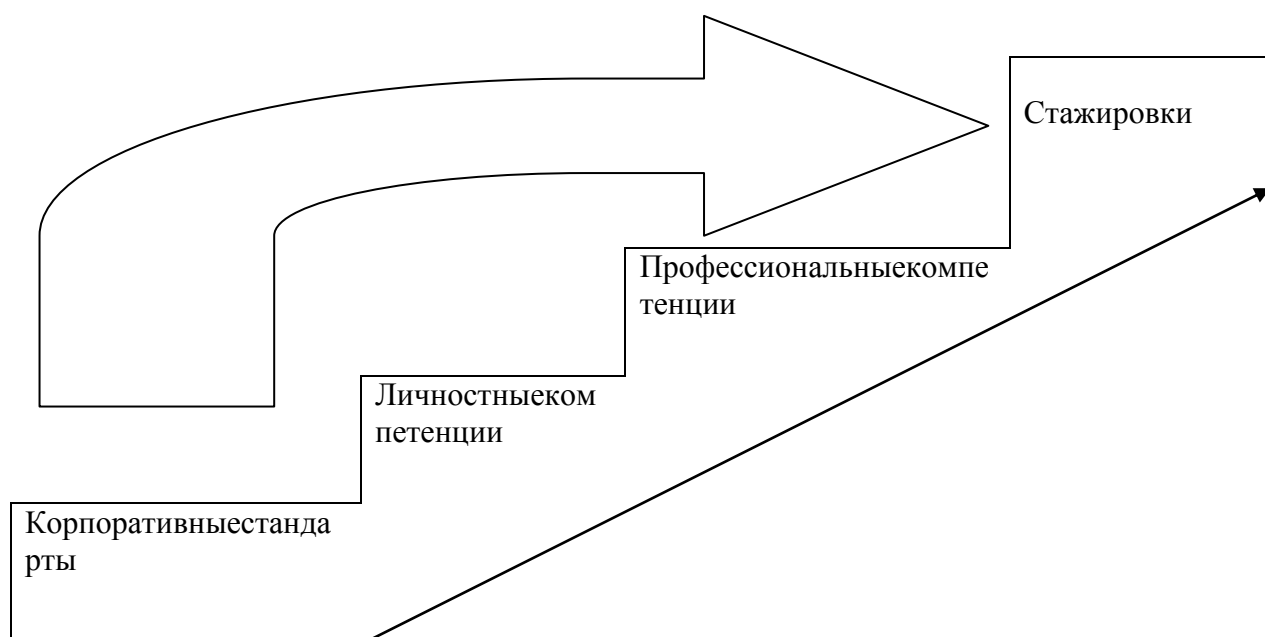 Стажировки
Профессиональныекомпе
тенции
Личностныеком
петенции
Корпоративныестанда
рты